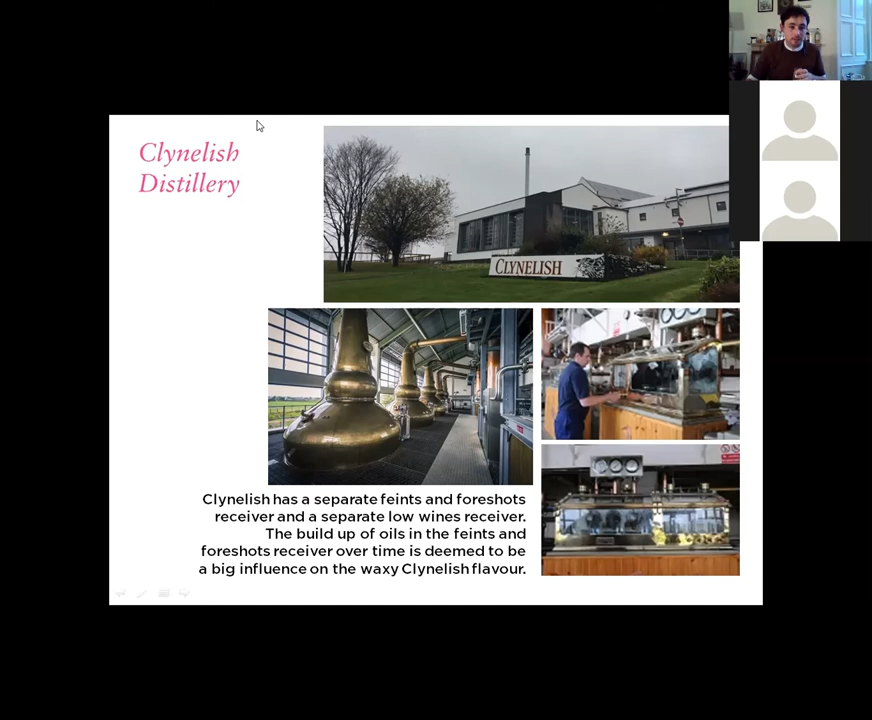 Clynelish
Distillery
CLYNELISH
Clynelish has a separate feints and foreshots
receiver and a separate low wines receiver.
The build up of oils in the feints and
foreshots receiver over time is deemed to be
a big influence on the waxy Clynelish flavour.